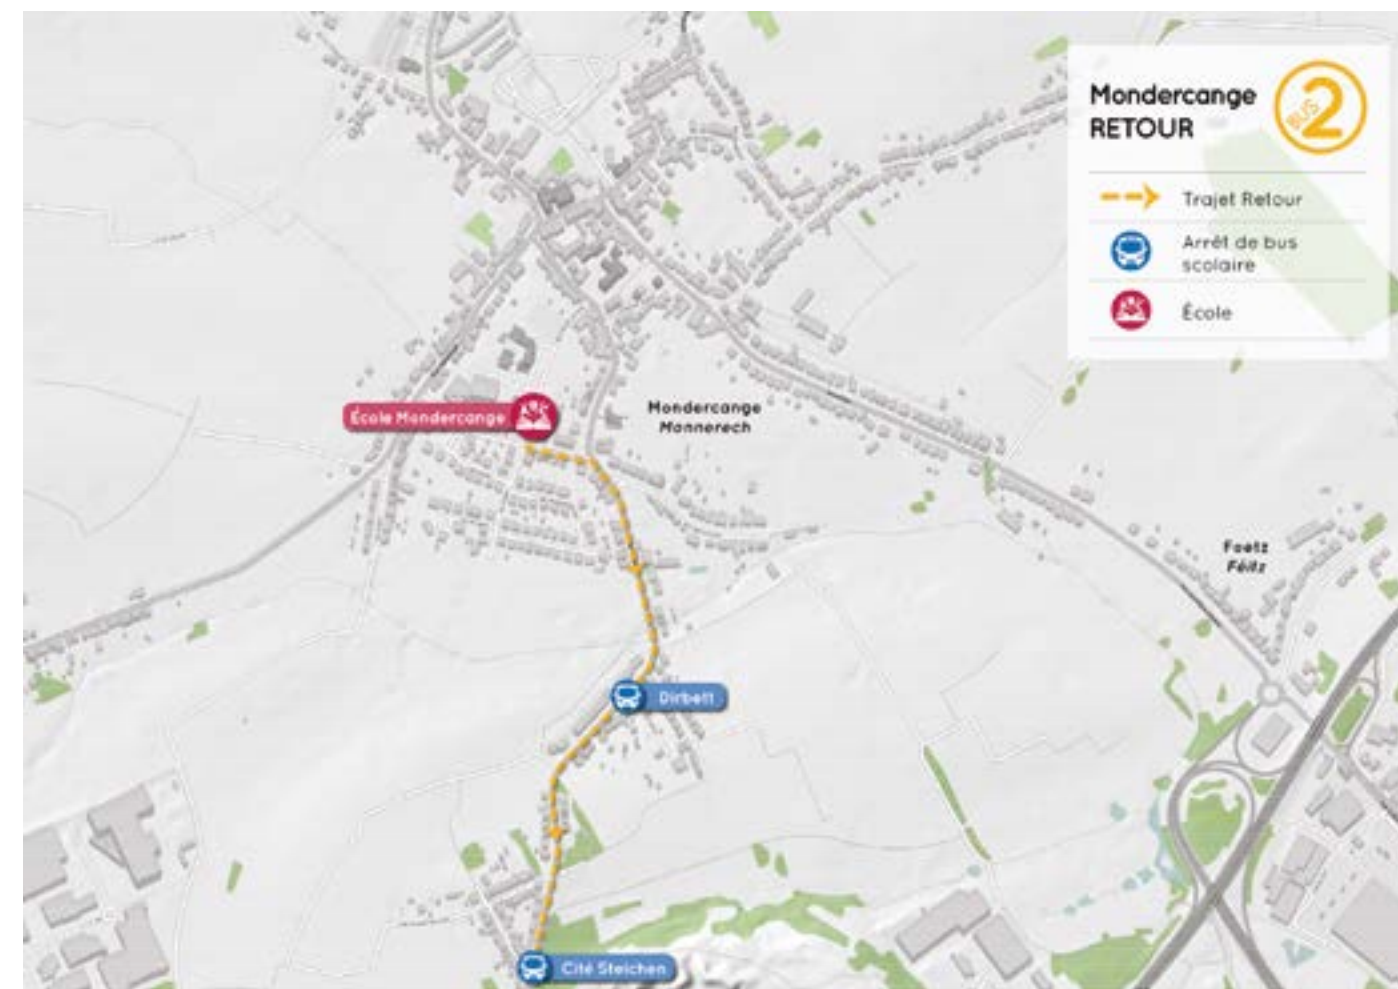 Mondercange
RETOUR
BUS 2
Trajet Retour
Arrêt de bus
scolaire
École
École Mondercange
Mondercange
Monnerech
Foetz
Féitz
Dirbett
Cité Steichen